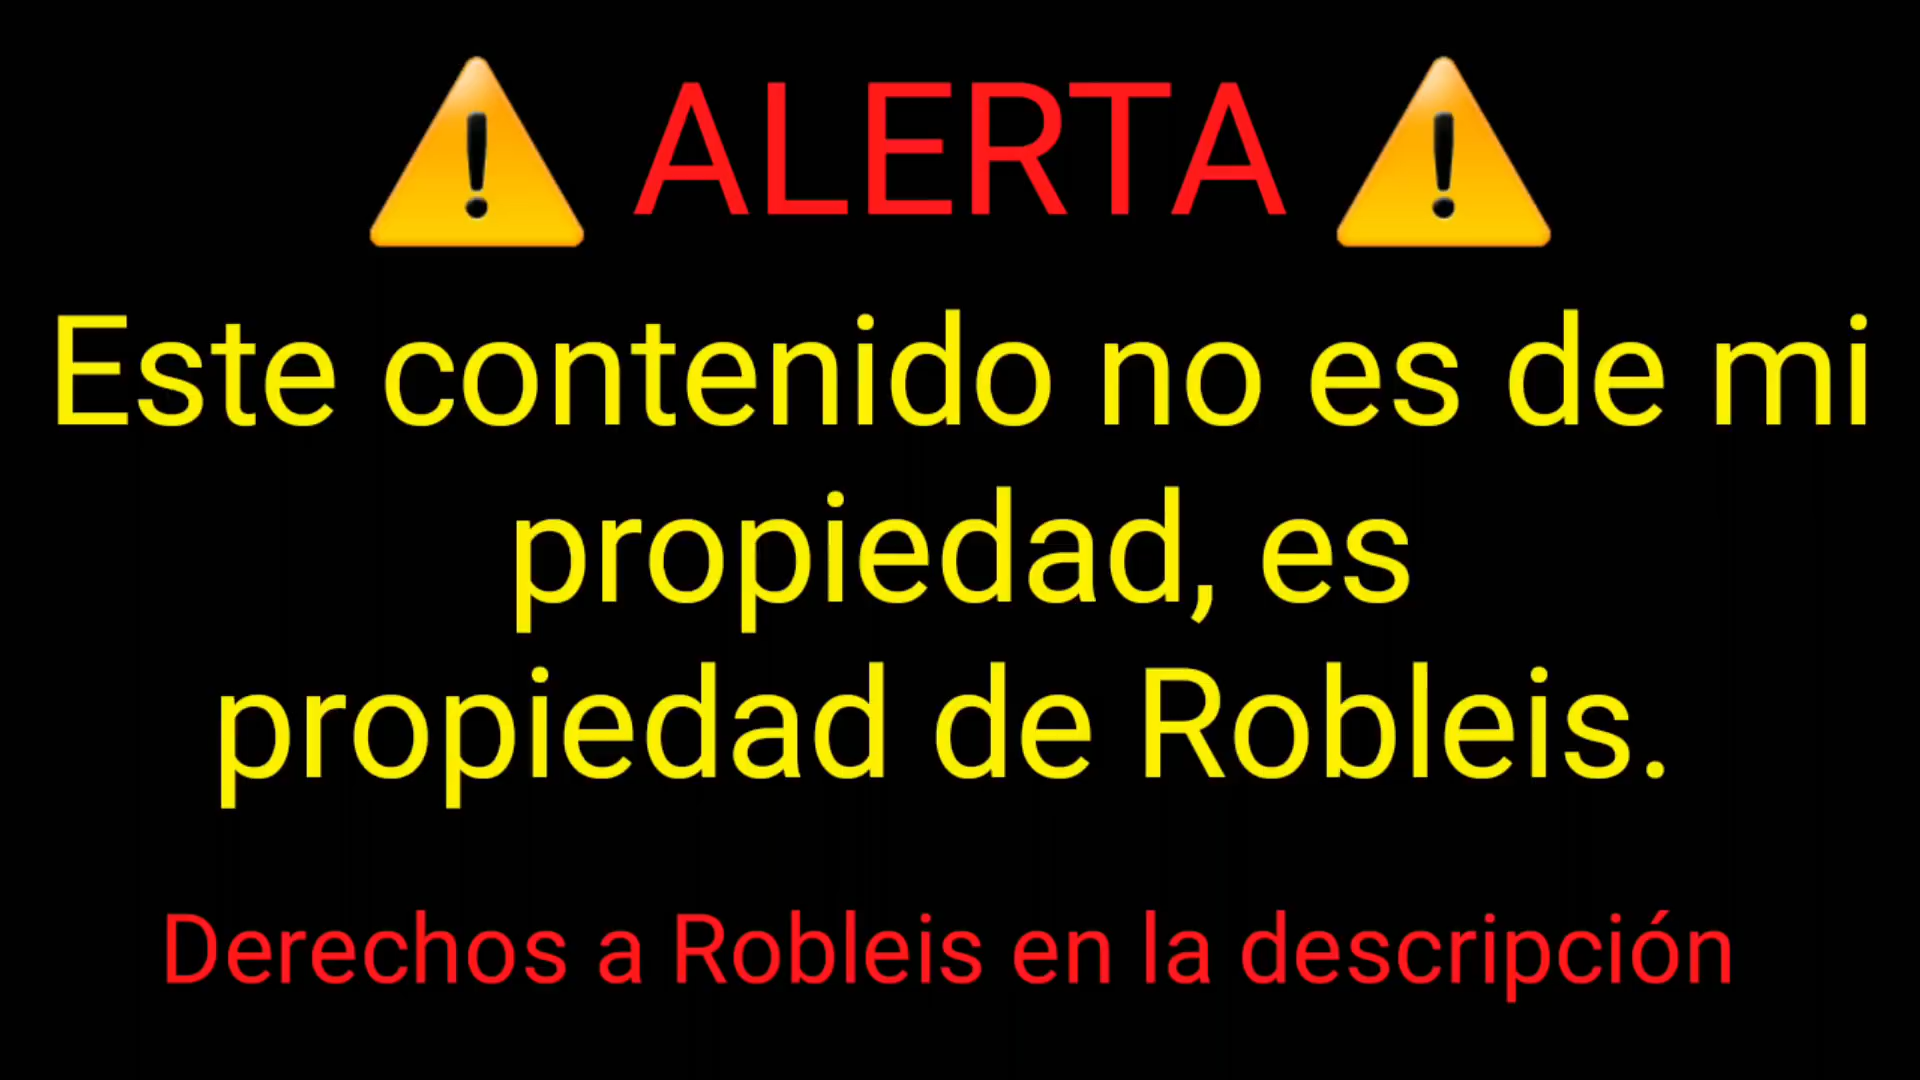 ⚠️ ALERTA ⚠️
Este contenido no es de mi
propiedad, es
propiedad de Robleis.
Derechos a Robleis en la descripción